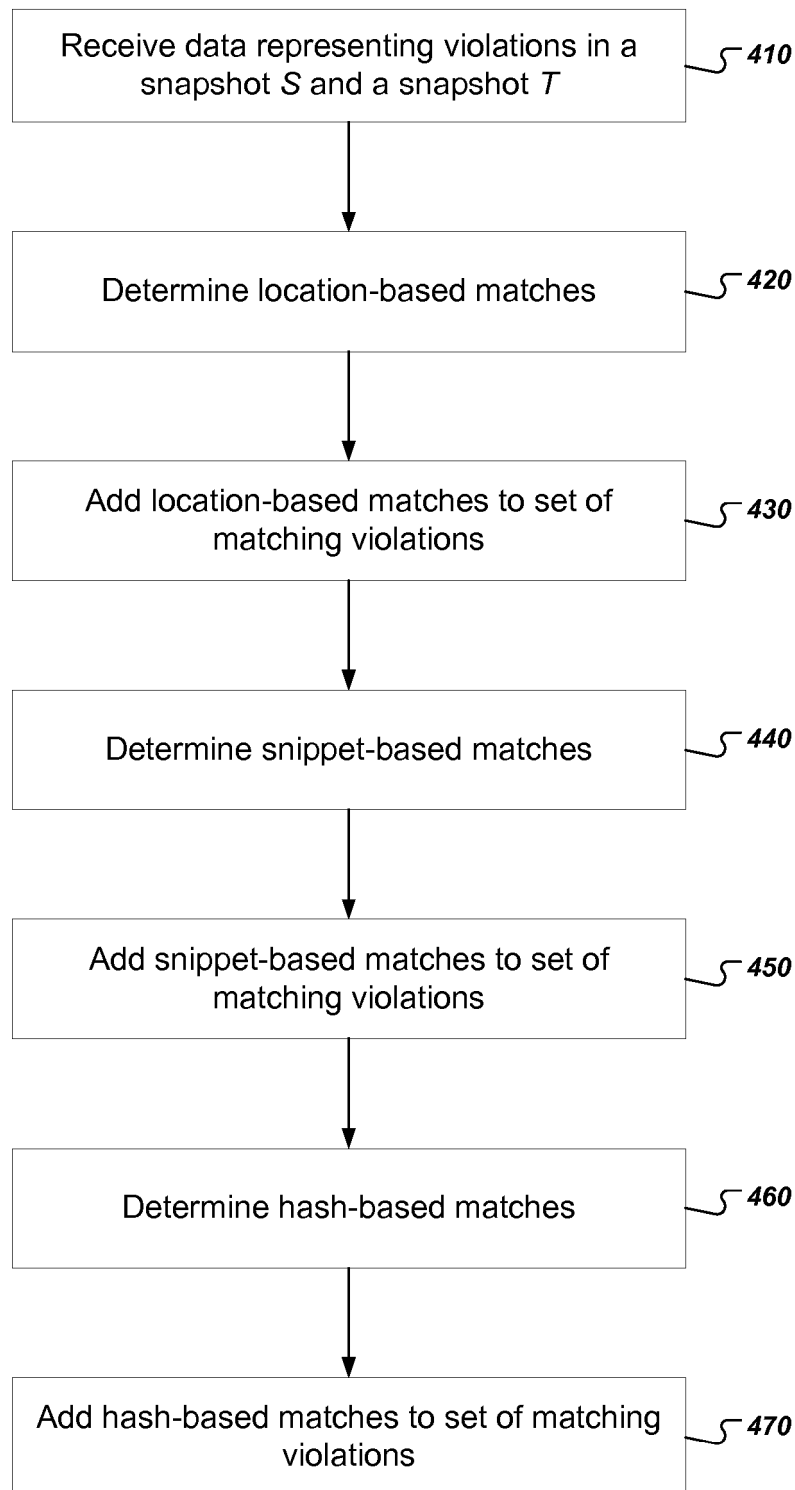 Receive data representing violations in a
snapshot S and a snapshot T
410
Determine location-based matches
420
Add location-based matches to set of
matching violations
430
Determine snippet-based matches
440
Add snippet-based matches to set of
matching violations
450
Determine hash-based matches
460
Add hash-based matches to set of matching
violations
470